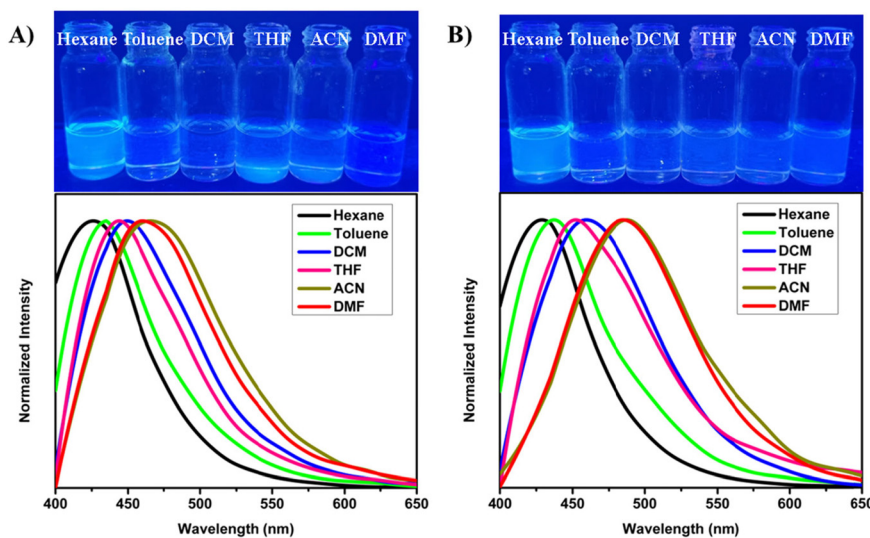 A)
Hexane Toluene DCM THF ACN DMF
Hexane
Toluene
DCM
THF
ACN
DMF
Normalized Intensity
400 450 500 550 600 650
Wavelength (nm)
B)
Hexane Toluene DCM THF ACN DMF
Hexane
Toluene
DCM
THF
ACN
DMF
Normalized Intensity
400 450 500 550 600 650
Wavelength (nm)